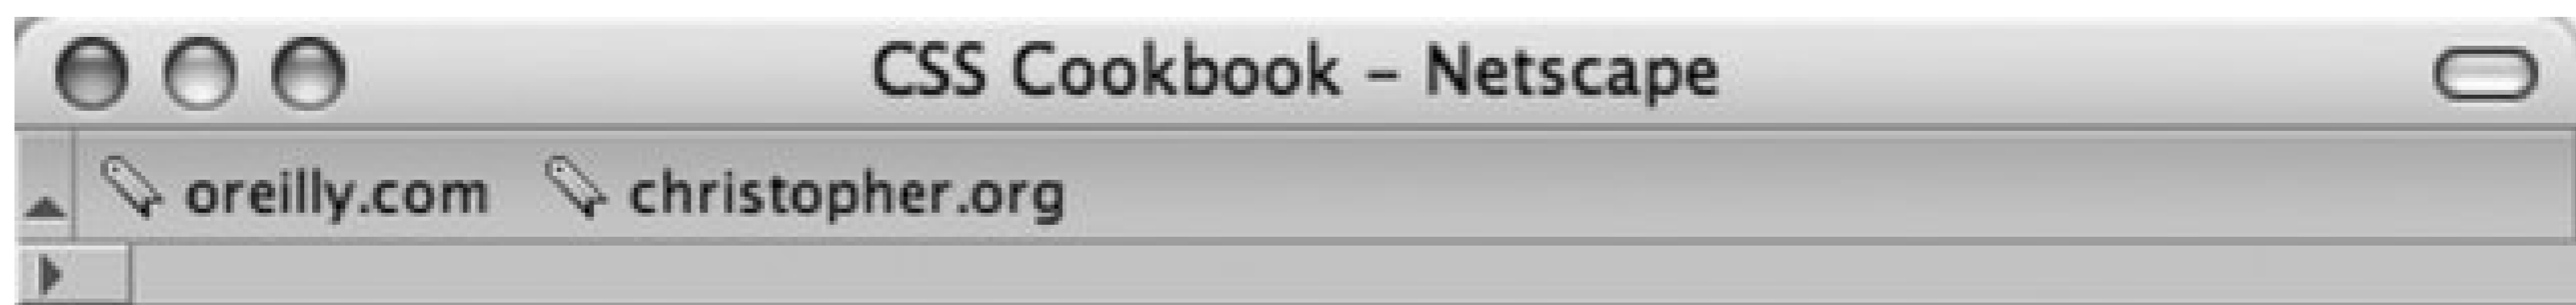 CSS Cookbook – Netscape
oreilly.com christopher.org